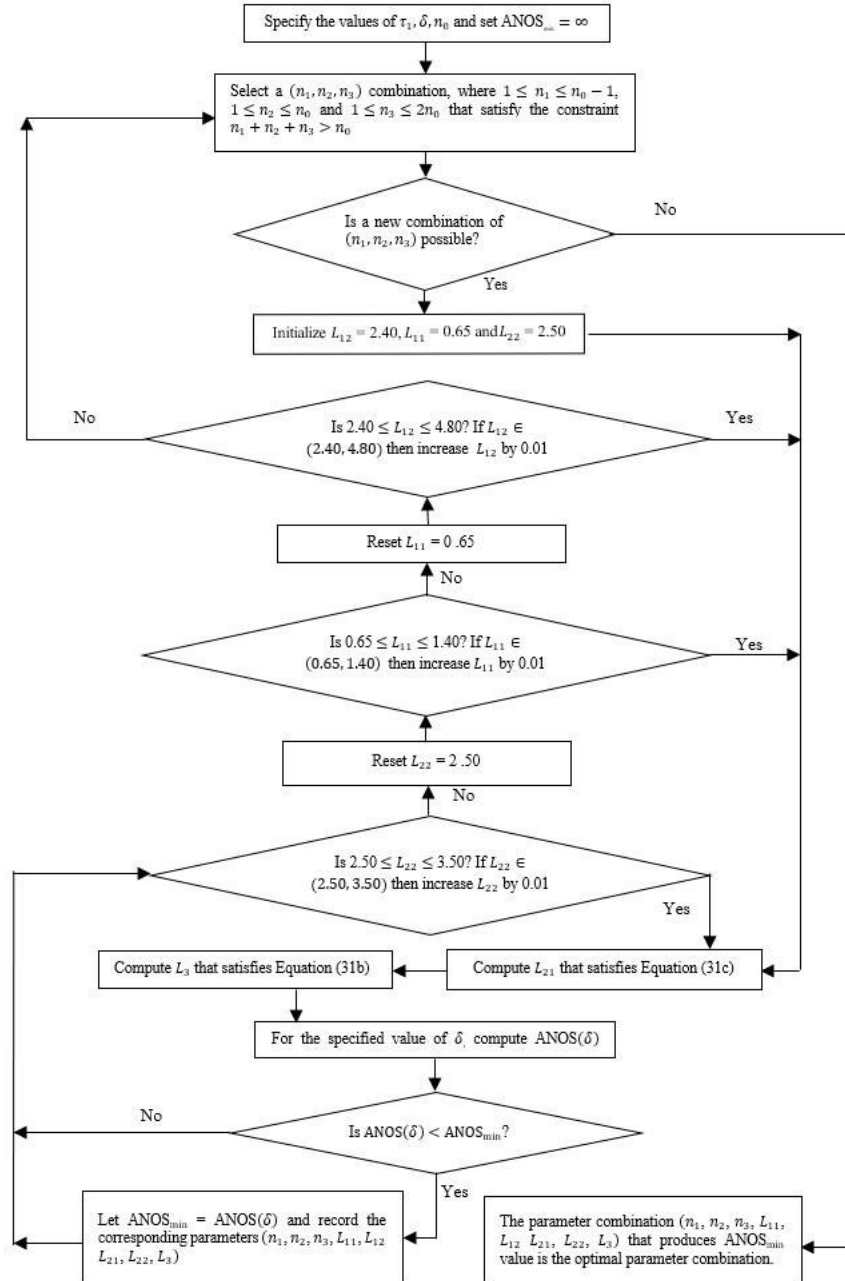 Specify the values of τ₁, δ, n₀ and set ANOSₘᵢₙ = ∞
Select a (n₁, n₂, n₃) combination, where 1 ≤ n₁ ≤ n₀ − 1,
1 ≤ n₂ ≤ n₀ and 1 ≤ n₃ ≤ 2n₀ that satisfy the constraint
n₁ + n₂ + n₃ > n₀
Is a new combination of
(n₁, n₂, n₃) possible?
No
Yes
Initialize L₁₂ = 2.40, L₁₁ = 0.65 and L₂₂ = 2.50
No
Is 2.40 ≤ L₁₂ ≤ 4.80? If L₁₂ ∈
(2.40, 4.80) then increase L₁₂ by 0.01
Yes
Reset L₁₁ = 0 .65
No
Is 0.65 ≤ L₁₁ ≤ 1.40? If L₁₁ ∈
(0.65, 1.40) then increase L₁₁ by 0.01
Yes
Reset L₂₂ = 2 .50
No
Is 2.50 ≤ L₂₂ ≤ 3.50? If L₂₂ ∈
(2.50, 3.50) then increase L₂₂ by 0.01
Yes
Compute L₃ that satisfies Equation (31b)
Compute L₂₁ that satisfies Equation (31c)
For the specified value of δ, compute ANOS(δ)
No
Is ANOS(δ) < ANOSₘᵢₙ?
Yes
Let ANOSₘᵢₙ = ANOS(δ) and record the
corresponding parameters (n₁, n₂, n₃, L₁₁, L₁₂
L₂₁, L₂₂, L₃)
The parameter combination (n₁, n₂, n₃, L₁₁,
L₁₂ L₂₁, L₂₂, L₃) that produces ANOSₘᵢₙ
value is the optimal parameter combination.